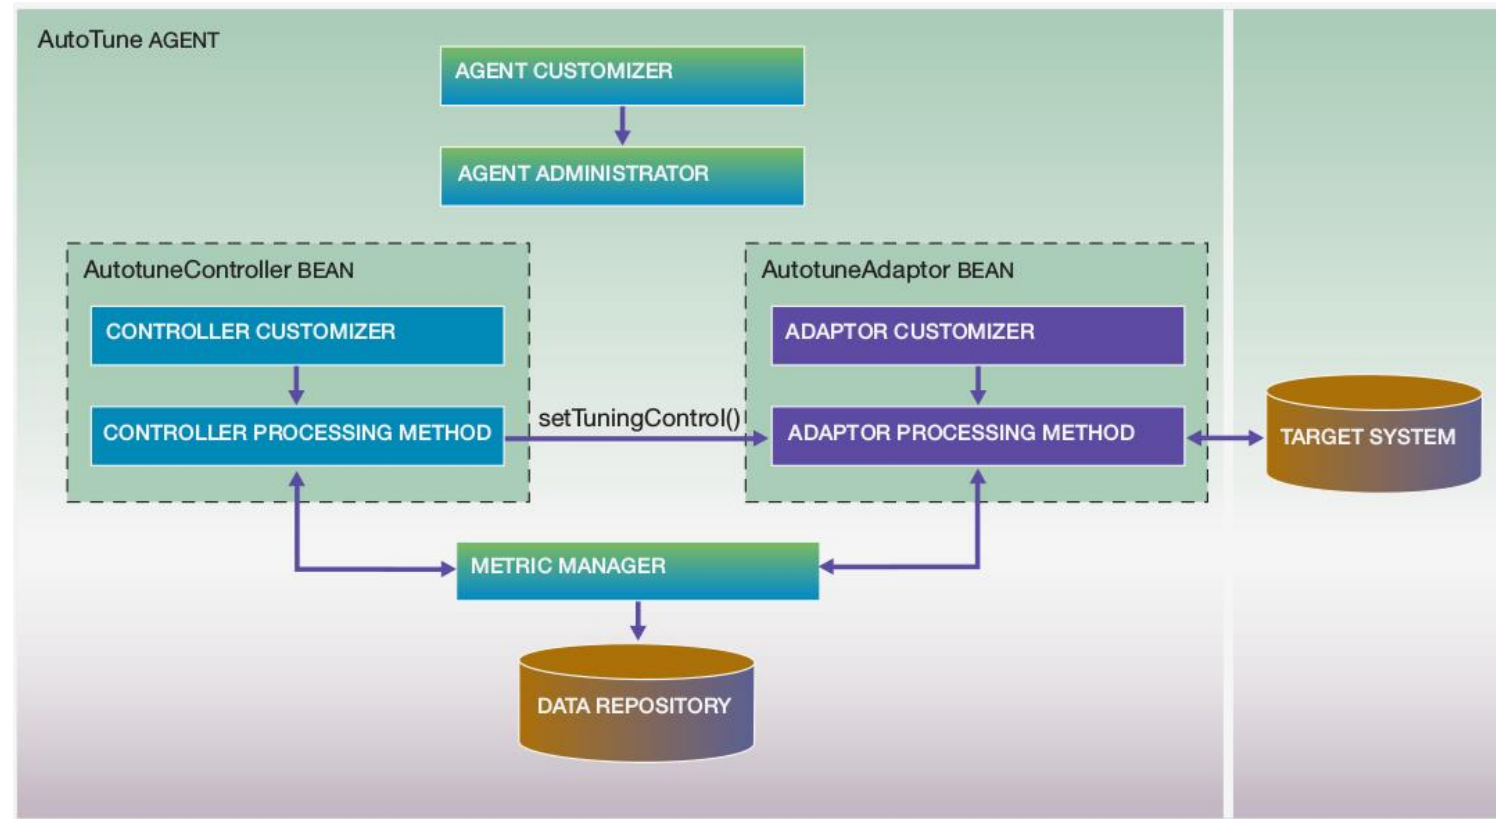 AutoTune AGENT
AGENT CUSTOMIZER
AGENT ADMINISTRATOR
AutotuneController BEAN
AutotuneAdaptor BEAN
CONTROLLER CUSTOMIZER
ADAPTOR CUSTOMIZER
CONTROLLER PROCESSING METHOD
setTuningControl()
ADAPTOR PROCESSING METHOD
TARGET SYSTEM
METRIC MANAGER
DATA REPOSITORY